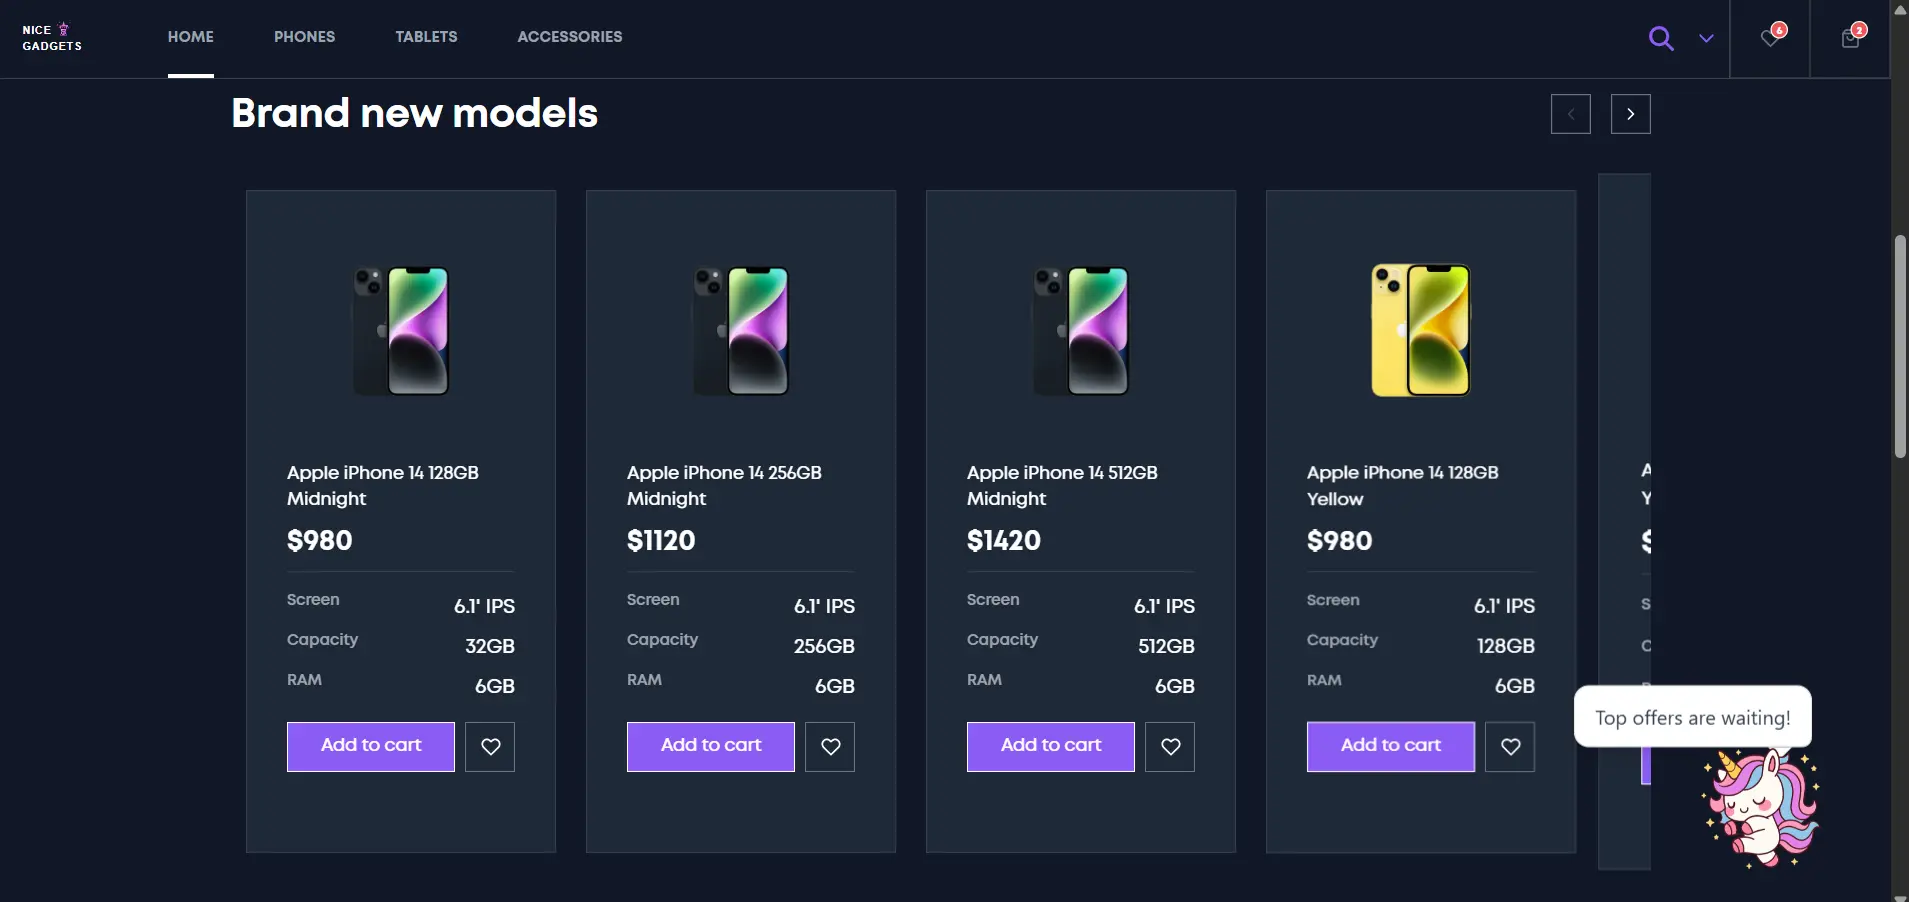 NICE
GADGETS
HOME
PHONES
TABLETS
ACCESSORIES
6
2
Brand new models
Apple iPhone 14 128GB
Midnight
$980
Screen 6.1' IPS
Capacity 32GB
RAM 6GB
Add to cart
Apple iPhone 14 256GB
Midnight
$1120
Screen 6.1' IPS
Capacity 256GB
RAM 6GB
Add to cart
Apple iPhone 14 512GB
Midnight
$1420
Screen 6.1' IPS
Capacity 512GB
RAM 6GB
Add to cart
Apple iPhone 14 128GB
Yellow
$980
Screen 6.1' IPS
Capacity 128GB
RAM 6GB
Add to cart
A
Y
$
S
C
Top offers are waiting!